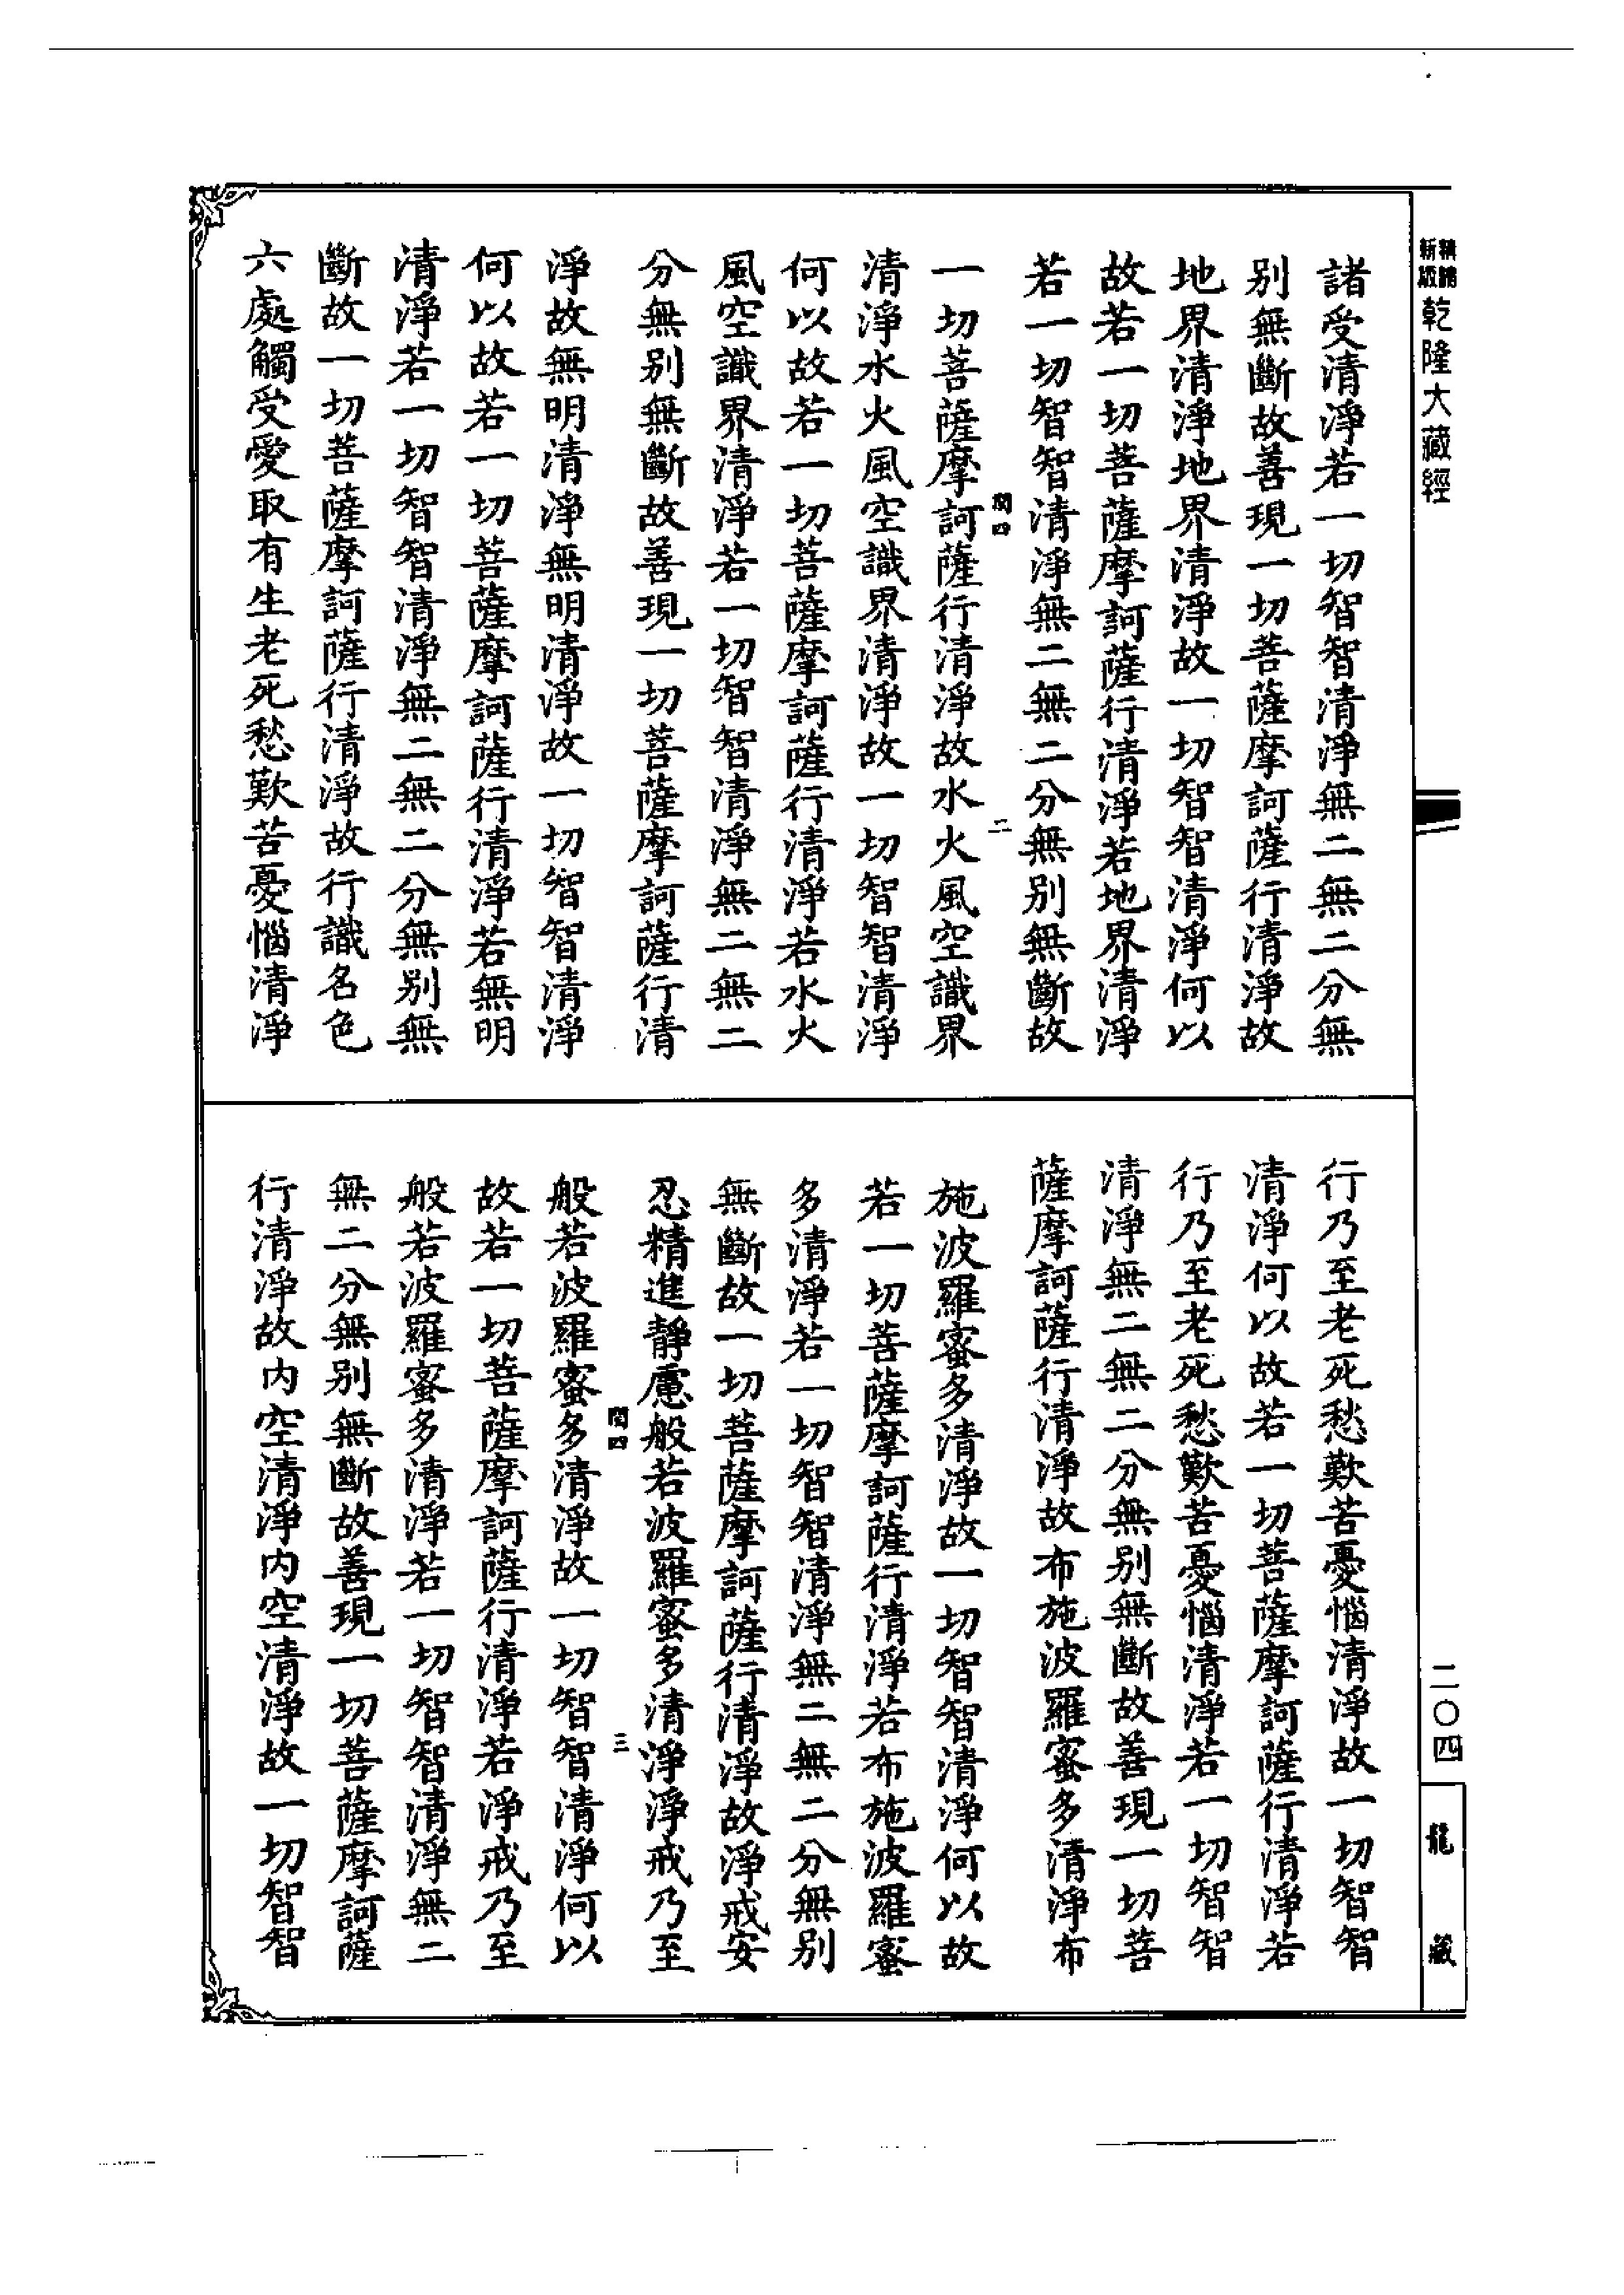 精鐫新版乾隆大藏經
諸受清淨若一切智智清淨無二無二分無
別無斷故善現一切菩薩摩訶薩行清淨故
地界清淨地界清淨故一切智智清淨何以
故若一切菩薩摩訶薩行清淨若地界清淨
若一切智智清淨無二無二分無別無斷故
閏四
二
一切菩薩摩訶薩行清淨故水火風空識界
清淨水火風空識界清淨故一切智智清淨
何以故若一切菩薩摩訶薩行清淨若水火
風空識界清淨若一切智智清淨無二無二
分無別無斷故善現一切菩薩摩訶薩行清
淨故無明清淨無明清淨故一切智智清淨
何以故若一切菩薩摩訶薩行清淨若無明
清淨若一切智智清淨無二無二分無別無
斷故一切菩薩摩訶薩行清淨故行識名色
六處觸受愛取有生老死愁歎苦憂惱清淨
行乃至老死愁歎苦憂惱清淨故一切智智
清淨何以故若一切菩薩摩訶薩行清淨若
行乃至老死愁歎苦憂惱清淨若一切智智
清淨無二無二分無別無斷故善現一切菩
薩摩訶薩行清淨故布施波羅蜜多清淨布
施波羅蜜多清淨故一切智智清淨何以故
若一切菩薩摩訶薩行清淨若布施波羅蜜
多清淨若一切智智清淨無二無二分無別
無斷故一切菩薩摩訶薩行清淨故淨戒安
忍精進靜慮般若波羅蜜多清淨淨戒乃至
閏四
三
般若波羅蜜多清淨故一切智智清淨何以
故若一切菩薩摩訶薩行清淨若淨戒乃至
般若波羅蜜多清淨若一切智智清淨無二
無二分無別無斷故善現一切菩薩摩訶薩
行清淨故內空清淨內空清淨故一切智智
二〇四
龍藏